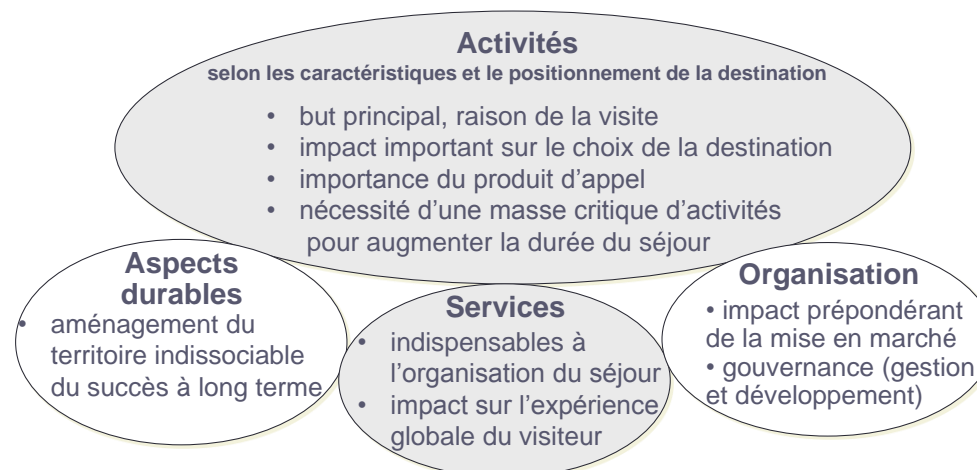 Activités
selon les caractéristiques et le positionnement de la destination
• but principal, raison de la visite
• impact important sur le choix de la destination
• importance du produit d'appel
• nécessité d'une masse critique d'activités
pour augmenter la durée du séjour
Aspects
durables
• aménagement du
territoire indissociable
du succès à long terme
Services
• indispensables à
l'organisation du séjour
• impact sur l'expérience
globale du visiteur
Organisation
• impact prépondérant
de la mise en marché
• gouvernance (gestion
et développement)